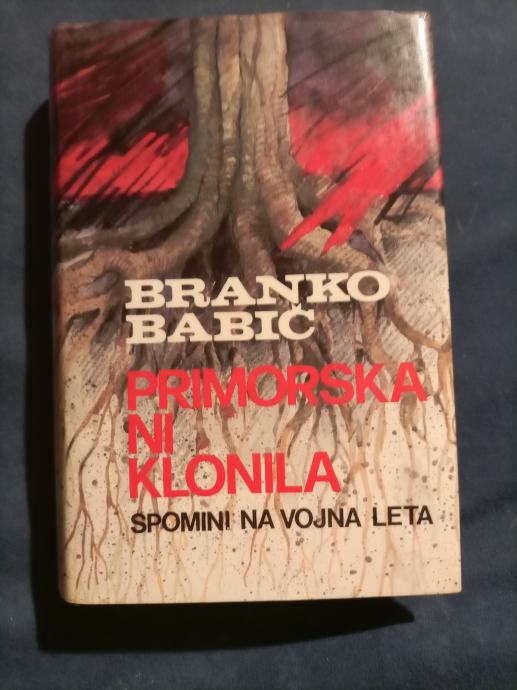 BRANKO
BABIČ
PRIMORSKA
NI
KLONILA
SPOMINI NA VOJNA LETA